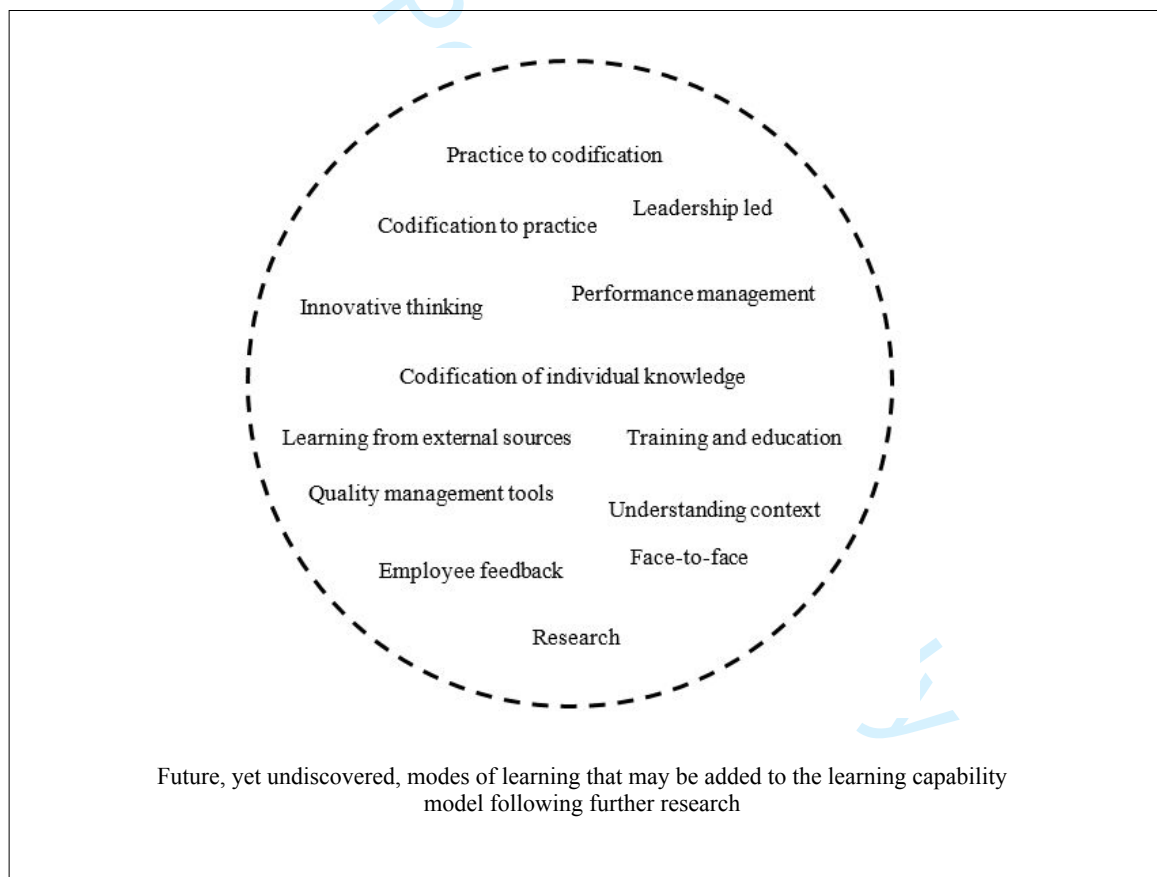 Practice to codification
Leadership led
Codification to practice
Performance management
Innovative thinking
Codification of individual knowledge
Learning from external sources
Training and education
Quality management tools
Understanding context
Face-to-face
Employee feedback
Research
Future, yet undiscovered, modes of learning that may be added to the learning capability
model following further research